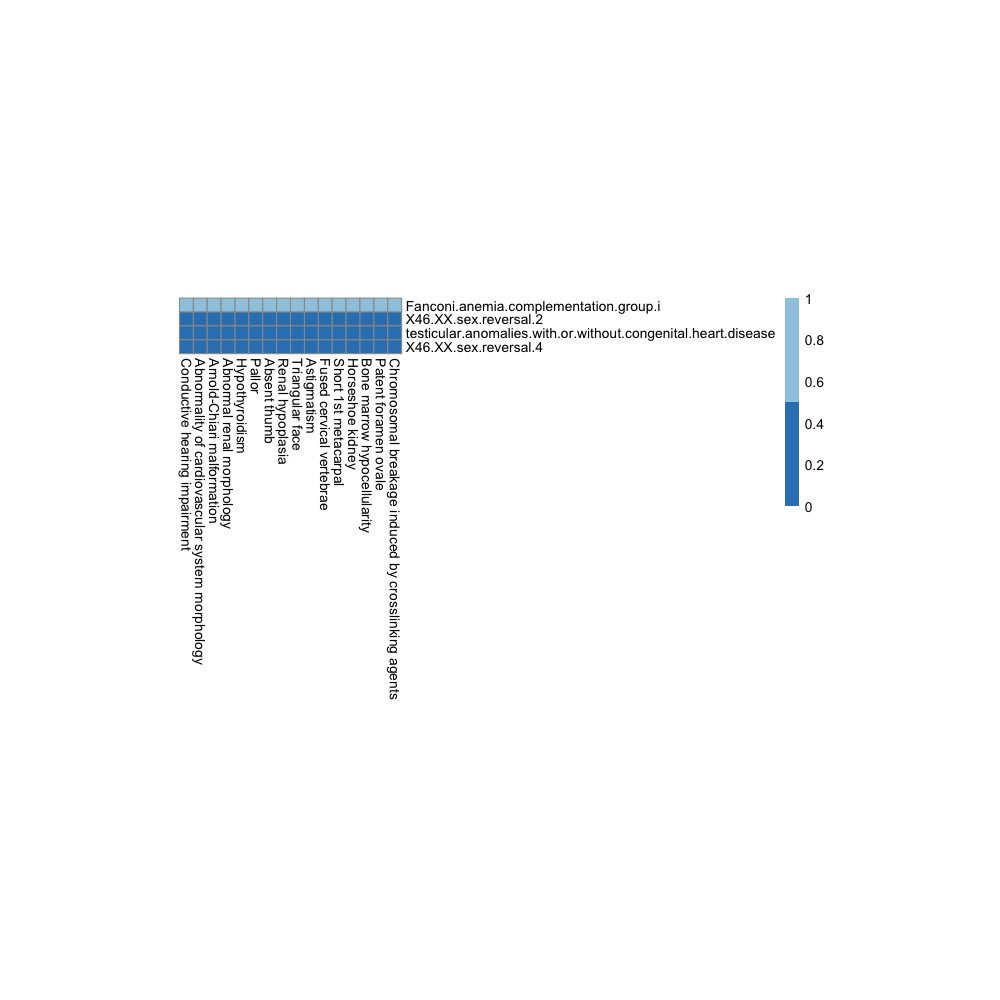 Fanconi.anemia.complementation.group.i
X46.XX.sex.reversal.2
testicular.anomalies.with.or.without.congenital.heart.disease
X46.XX.sex.reversal.4
Conductive hearing impairment
Abnormality of cardiovascular system morphology
Arnold-Chiari malformation
Abnormal renal morphology
Hypothyroidism
Pallor
Absent thumb
Renal hypoplasia
Triangular face
Astigmatism
Fused cervical vertebrae
Short 1st metacarpal
Horseshoe kidney
Bone marrow hypocellularity
Patent foramen ovale
Chromosomal breakage induced by crosslinking agents
1
0.8
0.6
0.4
0.2
0